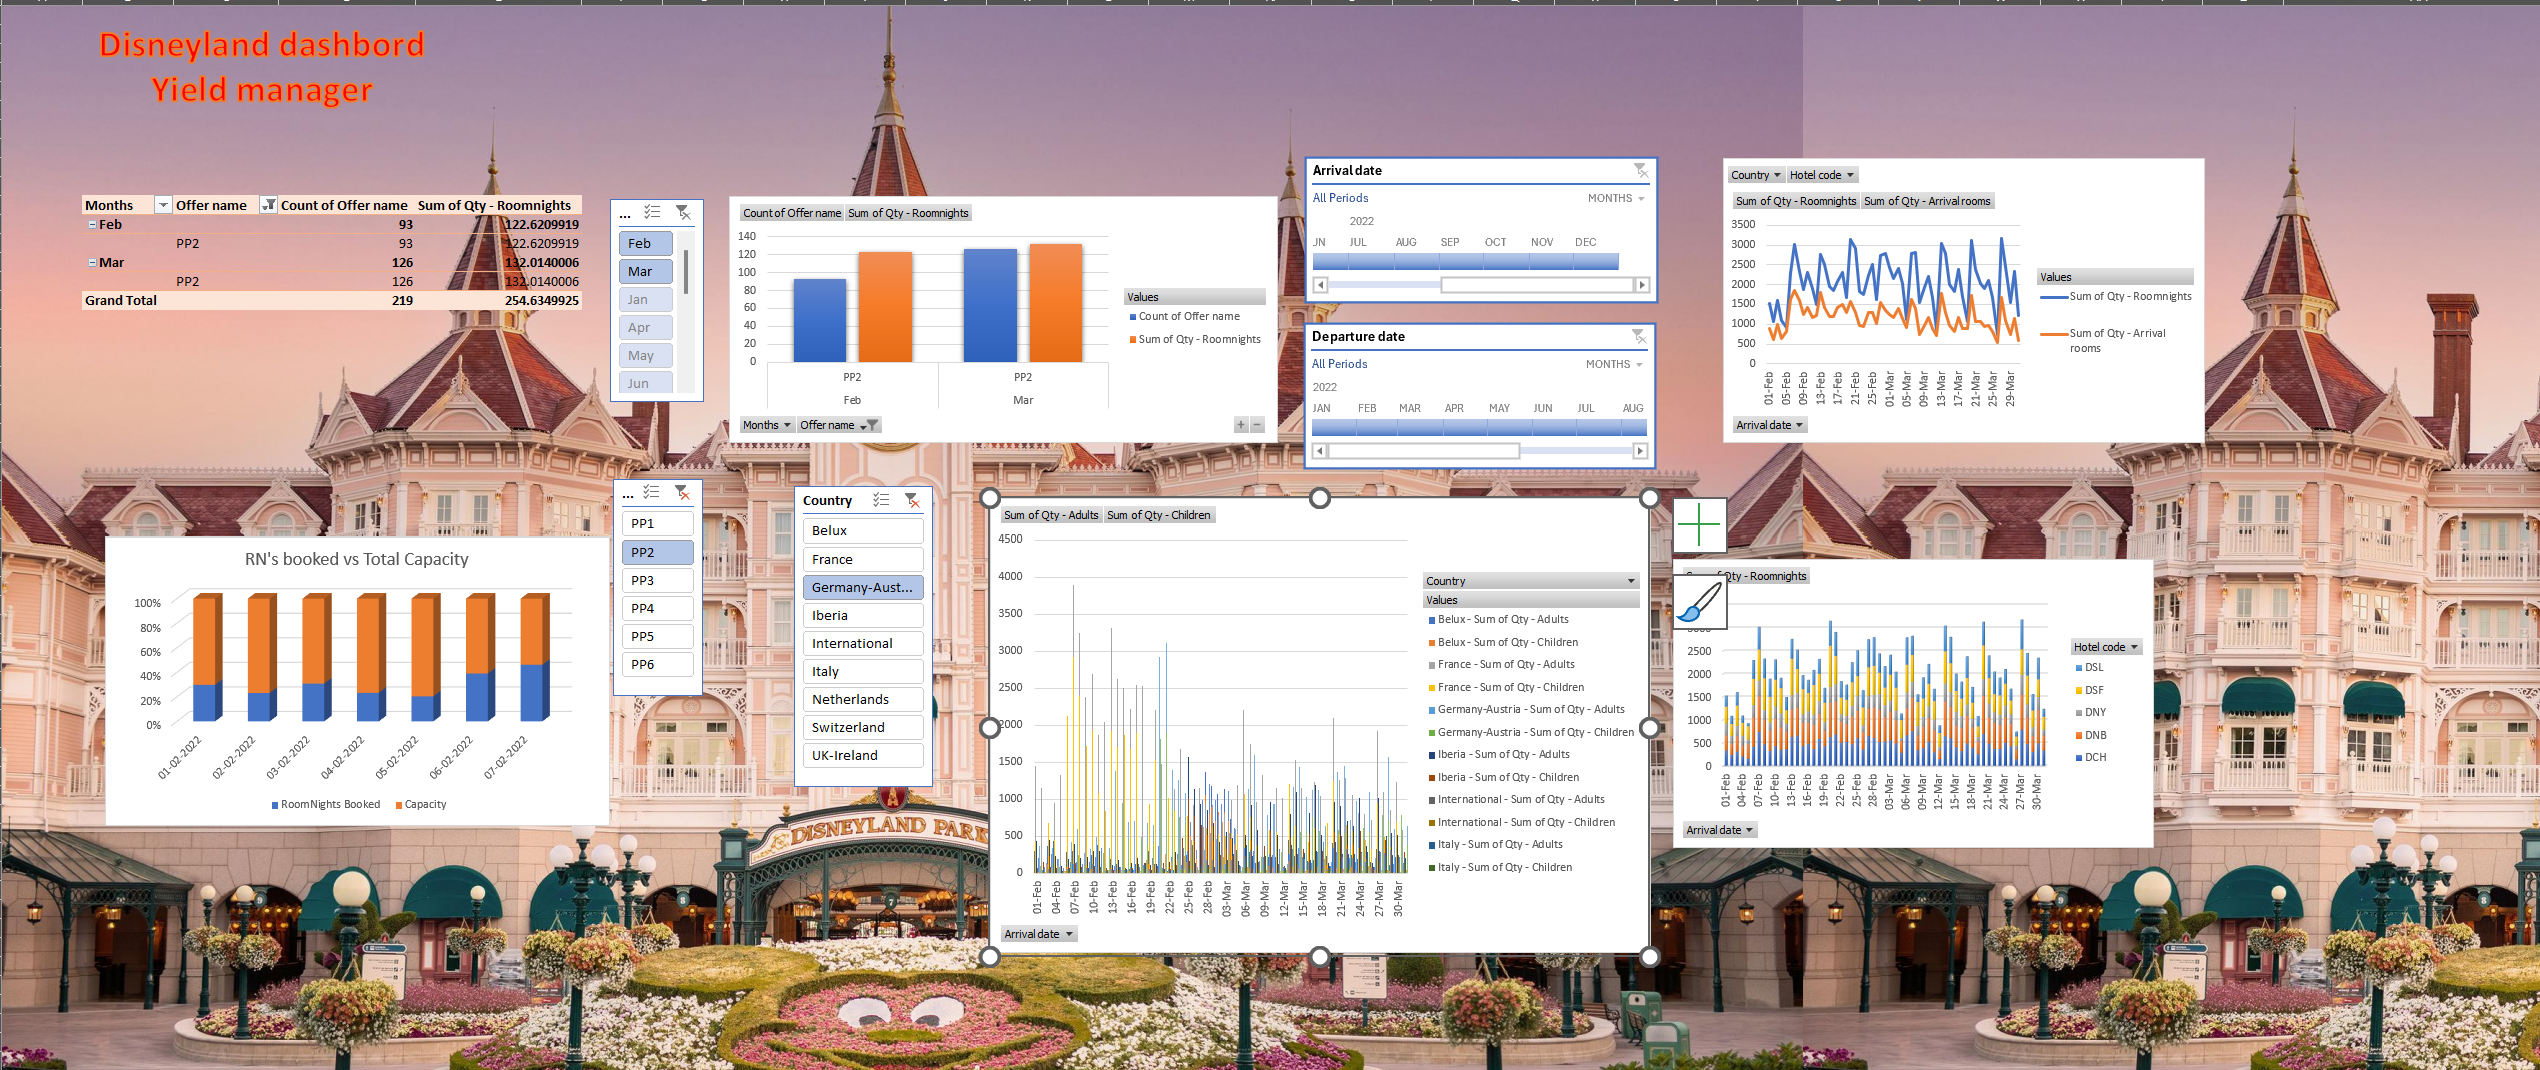 Disneyland dashbord
Yield manager
Months Offer name Count of Offer name Sum of Qty - Roomnights
Feb 93 122.6209919
PP2 93 122.6209919
Mar 126 132.0140006
PP2 126 132.0140006
Grand Total 219 254.6349925
...
Feb
Mar
Jan
Apr
May
Jun
Count of Offer name Sum of Qty - Roomnights
140
120
100
80
60
40
20
0
PP2 PP2
Feb Mar
Values
Count of Offer name
Sum of Qty - Roomnights
Months Offer name
Arrival date
All Periods MONTHS
2022
JN JUL AUG SEP OCT NOV DEC
Departure date
All Periods MONTHS
2022
JAN FEB MAR APR MAY JUN JUL AUG
Country Hotel code
Sum of Qty - Roomnights Sum of Qty - Arrival rooms
3500
3000
2500
2000
1500
1000
500
0
01-Feb 05-Feb 09-Feb 13-Feb 17-Feb 21-Feb 25-Feb 01-Mar 05-Mar 09-Mar 13-Mar 17-Mar 21-Mar 25-Mar 29-Mar
Values
Sum of Qty - Roomnights
Sum of Qty - Arrival
rooms
Arrival date
RN's booked vs Total Capacity
100%
80%
60%
40%
20%
0%
01-02-2022 02-02-2022 03-02-2022 04-02-2022 05-02-2022 06-02-2022 07-02-2022
RoomNights Booked Capacity
...
PP1
PP2
PP3
PP4
PP5
PP6
Country
Belux
France
Germany-Aust...
Iberia
International
Italy
Netherlands
Switzerland
UK-Ireland
Sum of Qty - Adults Sum of Qty - Children
4500
4000
3500
3000
2500
2000
1500
1000
500
0
01-Feb 04-Feb 07-Feb 10-Feb 13-Feb 16-Feb 19-Feb 22-Feb 25-Feb 28-Feb 03-Mar 06-Mar 09-Mar 12-Mar 15-Mar 18-Mar 21-Mar 24-Mar 27-Mar 30-Mar
Country
Values
Belux - Sum of Qty - Adults
Belux - Sum of Qty - Children
France - Sum of Qty - Adults
France - Sum of Qty - Children
Germany-Austria - Sum of Qty - Adults
Germany-Austria - Sum of Qty - Children
Iberia - Sum of Qty - Adults
Iberia - Sum of Qty - Children
International - Sum of Qty - Adults
International - Sum of Qty - Children
Italy - Sum of Qty - Adults
Italy - Sum of Qty - Children
Arrival date
Qty - Roomnights
2500
2000
1500
1000
500
0
01-Feb 04-Feb 07-Feb 10-Feb 13-Feb 16-Feb 19-Feb 22-Feb 25-Feb 28-Feb 03-Mar 06-Mar 09-Mar 12-Mar 15-Mar 18-Mar 21-Mar 24-Mar 27-Mar 30-Mar
Hotel code
DSL
DSF
DNY
DNB
DCH
Arrival date
DISNEYLAND PARK
9
8
7
9
8